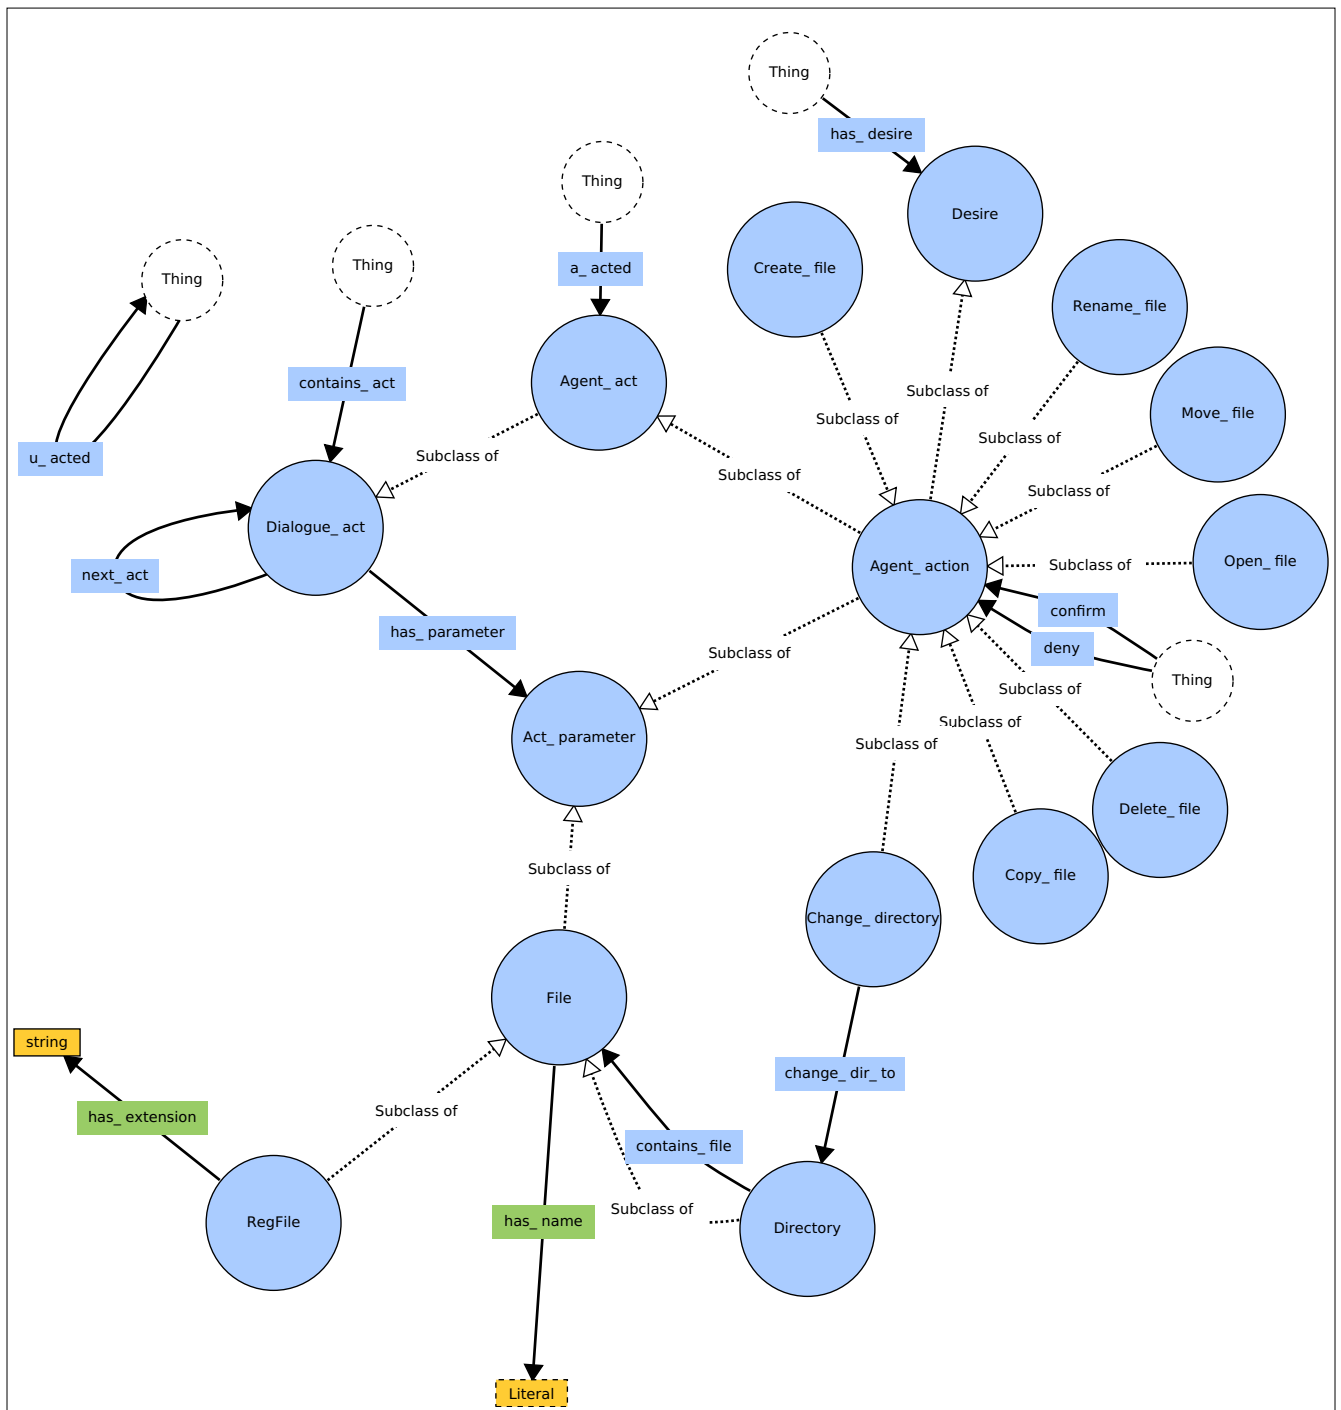 Thing
has_ desire
Thing
Desire
Thing
Thing
a_ acted
Create_ file
Rename_ file
contains_ act
Agent_ act
Subclass of
Move_ file
Subclass of
Subclass of
u_ acted
Subclass of
Subclass of
Subclass of
Dialogue_ act
Agent_ action
Subclass of
Open_ file
next_ act
confirm
has_ parameter
deny
Subclass of
Thing
Subclass of
Subclass of
Act_ parameter
Subclass of
Delete_ file
Subclass of
Copy_ file
Change_ directory
File
string
change_ dir_ to
Subclass of
has_ extension
contains_ file
Subclass of
RegFile
has_ name
Directory
Literal